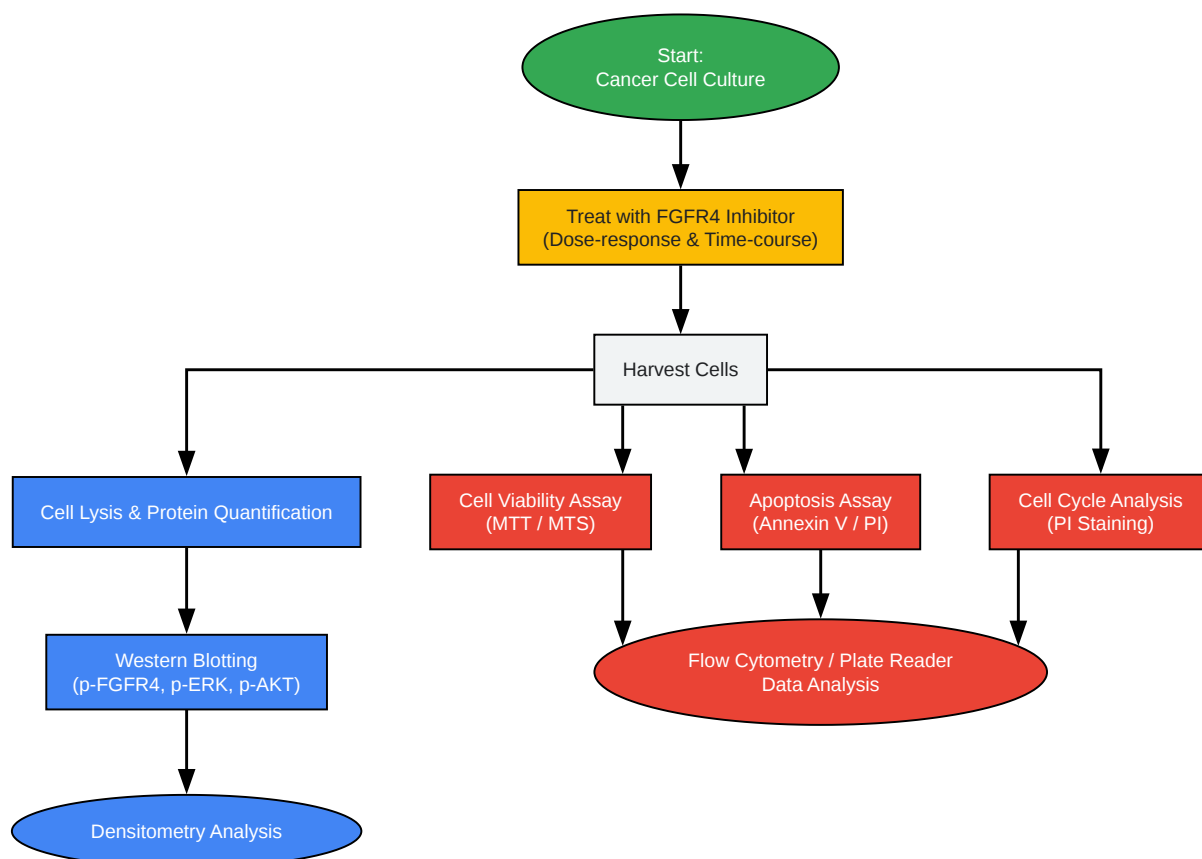 Start:
Cancer Cell Culture
Treat with FGFR4 Inhibitor
(Dose-response & Time-course)
Harvest Cells
Cell Lysis & Protein Quantification
Cell Viability Assay
(MTT / MTS)
Apoptosis Assay
(Annexin V / PI)
Cell Cycle Analysis
(PI Staining)
Western Blotting
(p-FGFR4, p-ERK, p-AKT)
Flow Cytometry / Plate Reader
Data Analysis
Densitometry Analysis